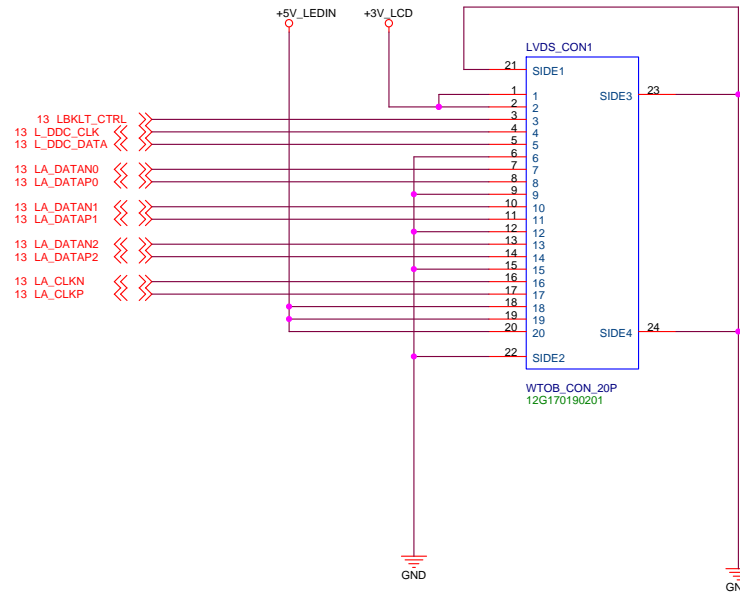 +5V_LEDIN +3V_LCD
LVDS_CON1
21 SIDE1
1 1 SIDE3 23
2 2
13 LBKLT_CTRL 3 3
13 L_DDC_CLK 4 4
13 L_DDC_DATA 5 5
6 6
13 LA_DATAN0 7 7
13 LA_DATAP0 8 8
9 9
13 LA_DATAN1 10 10
13 LA_DATAP1 11 11
12 12
13 LA_DATAN2 13 13
13 LA_DATAP2 14 14
15 15
13 LA_CLKN 16 16
13 LA_CLKP 17 17
18 18
19 19
20 20 SIDE4 24
22 SIDE2
WTOB_CON_20P
12G170190201
GND
GN